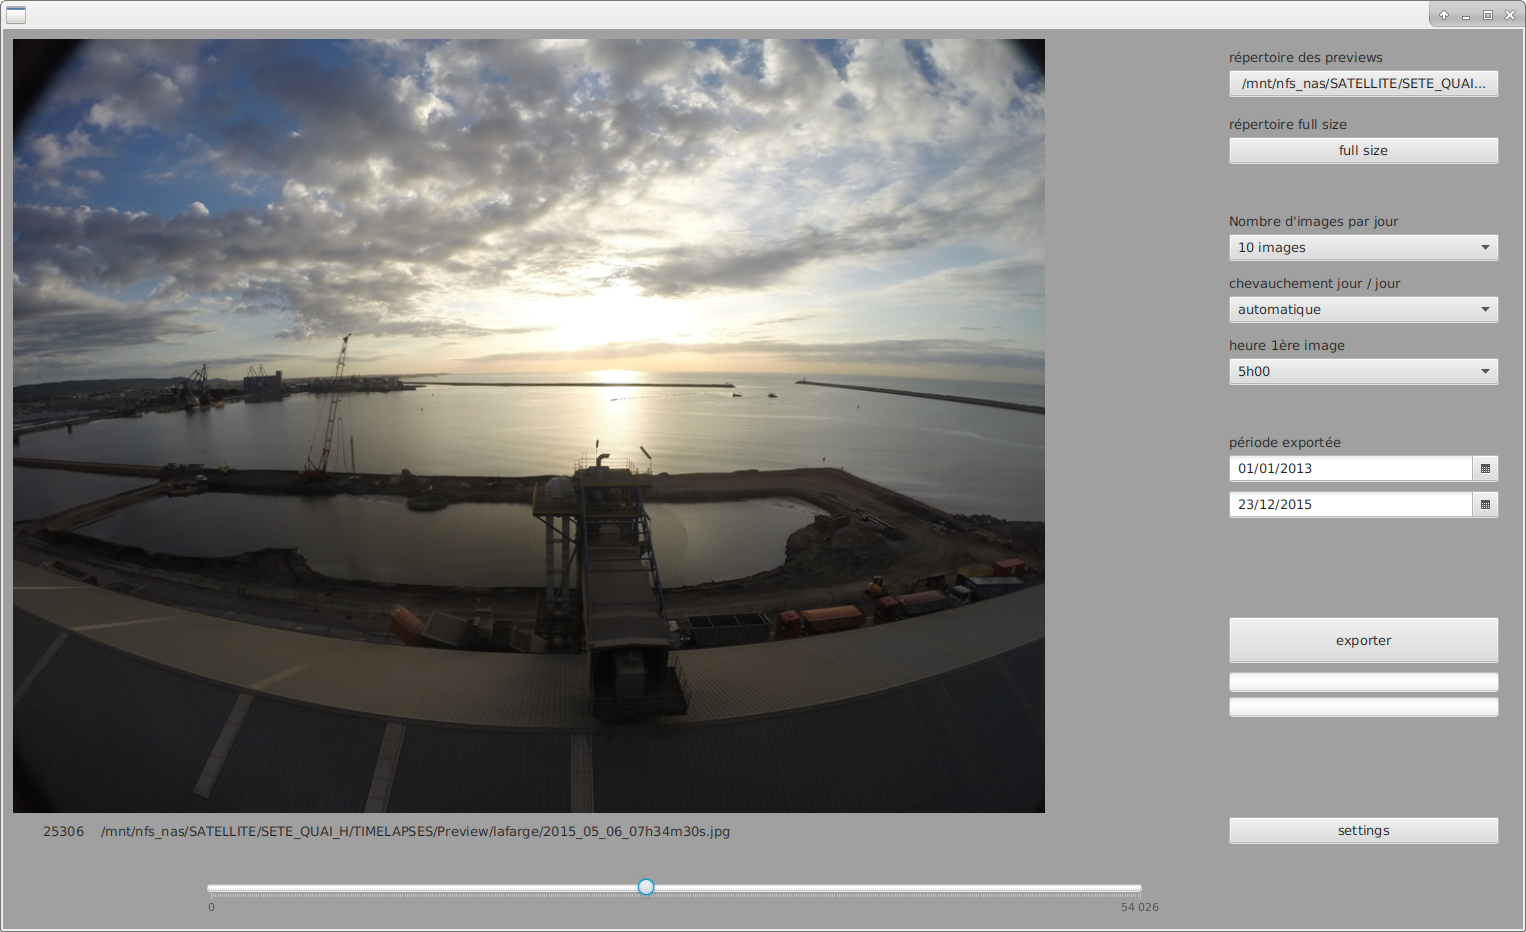 répertoire des previews
/mnt/nfs_nas/SATELLITE/SETE_QUAI...
répertoire full size
full size
Nombre d'images par jour
10 images
chevauchement jour / jour
automatique
heure 1ère image
5h00
période exportée
01/01/2013
23/12/2015
exporter
25306 /mnt/nfs_nas/SATELLITE/SETE_QUAI_H/TIMELAPSES/Preview/lafarge/2015_05_06_07h34m30s.jpg
settings
0 54 026